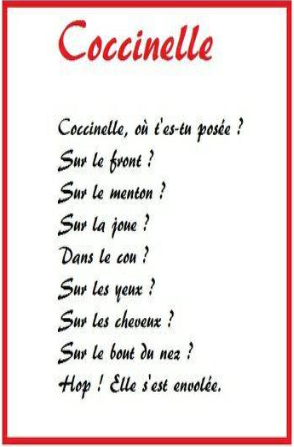 Coccinelle
Coccinelle, où t'es-tu posée ?
Sur le front ?
Sur le menton ?
Sur la joue ?
Dans le cou ?
Sur les yeux ?
Sur les cheveux ?
Sur le bout du nez ?
Hop ! Elle s'est envolée.